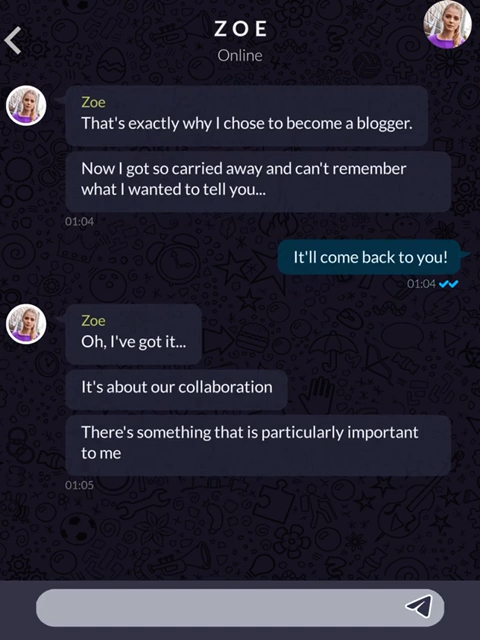 ZOE
Online
Zoe
That's exactly why I chose to become a blogger.
Now I got so carried away and can't remember
what I wanted to tell you...
01:04
It'll come back to you!
01:04
Zoe
Oh, I've got it...
It's about our collaboration
There's something that is particularly important
to me
01:05